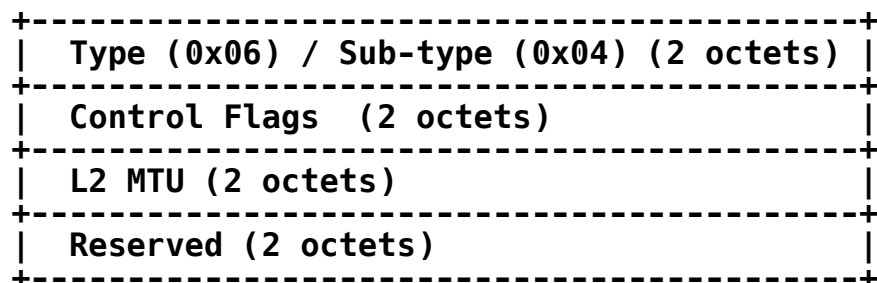 +-------------------------------------------+
|  Type (0x06) / Sub-type (0x04) (2 octets) |
+-------------------------------------------+
|  Control Flags  (2 octets)                |
+-------------------------------------------+
|  L2 MTU (2 octets)                        |
+-------------------------------------------+
|  Reserved (2 octets)                      |
+-------------------------------------------+